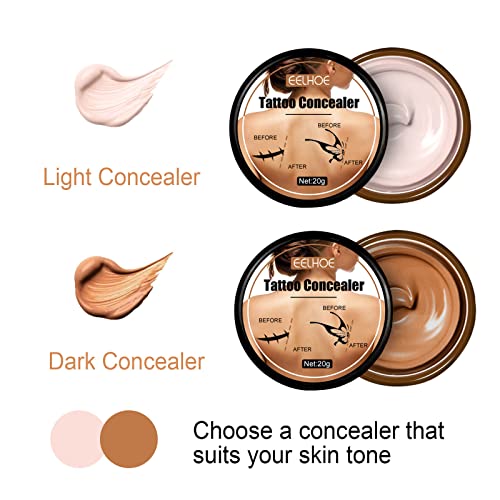 EELHOE
Tattoo Concealer
BEFORE
BEFORE
AFTER
AFTER
Net:20g
Light Concealer
EELHOE
Tattoo Concealer
BEFORE
BEFORE
AFTER
AFTER
Net:20g
Dark Concealer
Choose a concealer that
suits your skin tone